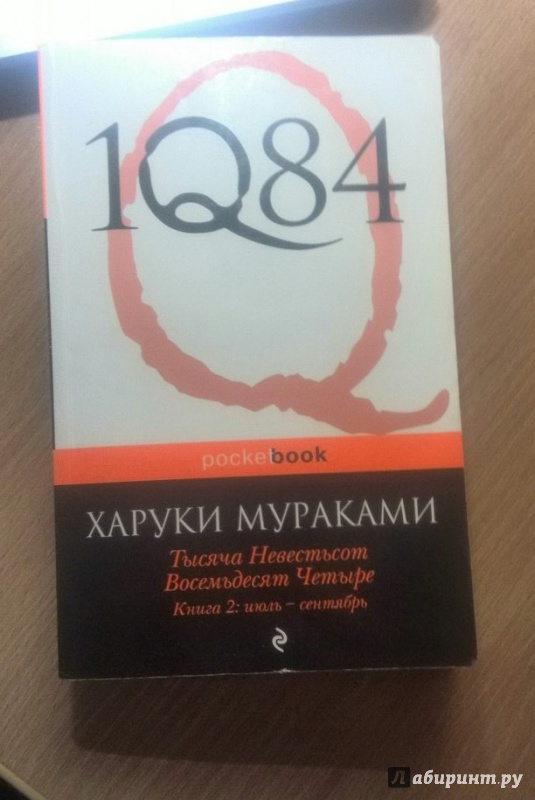 1Q84
pocketbook
ХАРУКИ МУРАКАМИ
Тысяча Невестьсот
Восемьдесят Четыре
Книга 2: июль – сентябрь
Лабиринт.ру